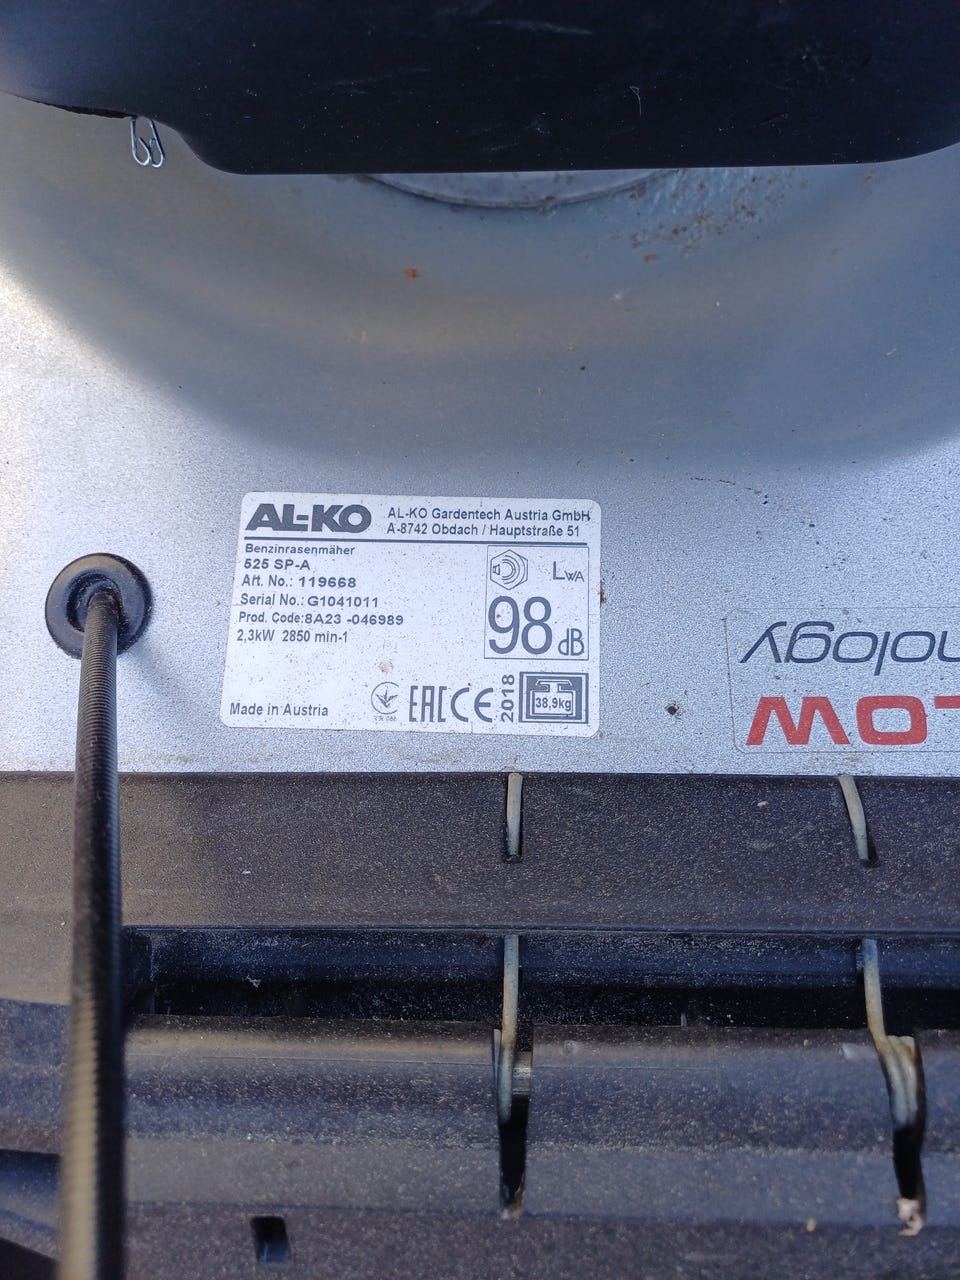 AL-KO
AL-KO Gardentech Austria GmbH
A-8742 Obdach / Hauptstraße 51
Benzinrasenmäher
525 SP-A
Art. No.: 119668
Serial No.: G1041011
Prod. Code: 8A23 -046989
2,3kW 2850 min-1
LWA
98 dB
Made in Austria
EAC CE 2018
38,9kg
nology
LOW